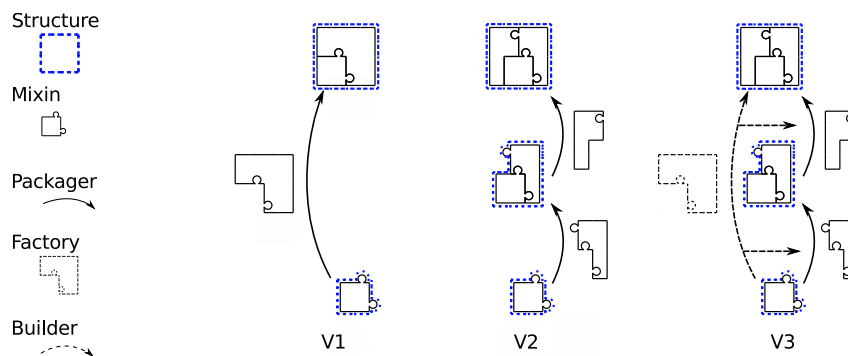 Structure
Mixin
Packager
Factory
Builder
V1
V2
V3